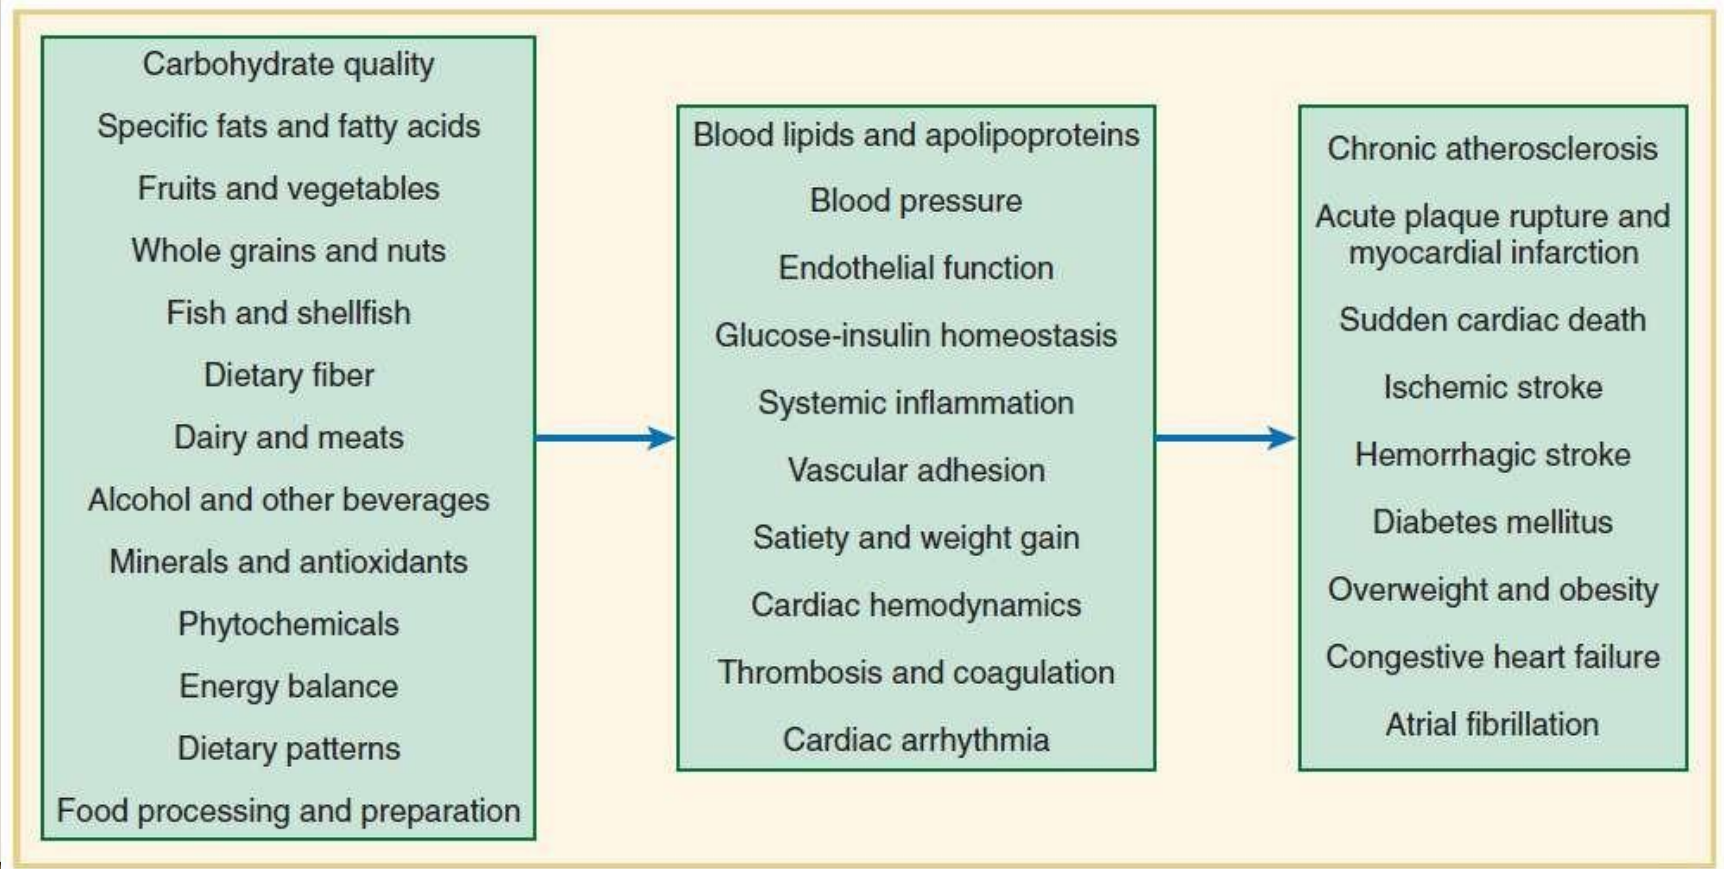 Carbohydrate quality
Specific fats and fatty acids
Fruits and vegetables
Whole grains and nuts
Fish and shellfish
Dietary fiber
Dairy and meats
Alcohol and other beverages
Minerals and antioxidants
Phytochemicals
Energy balance
Dietary patterns
Food processing and preparation
Blood lipids and apolipoproteins
Blood pressure
Endothelial function
Glucose-insulin homeostasis
Systemic inflammation
Vascular adhesion
Satiety and weight gain
Cardiac hemodynamics
Thrombosis and coagulation
Cardiac arrhythmia
Chronic atherosclerosis
Acute plaque rupture and
myocardial infarction
Sudden cardiac death
Ischemic stroke
Hemorrhagic stroke
Diabetes mellitus
Overweight and obesity
Congestive heart failure
Atrial fibrillation